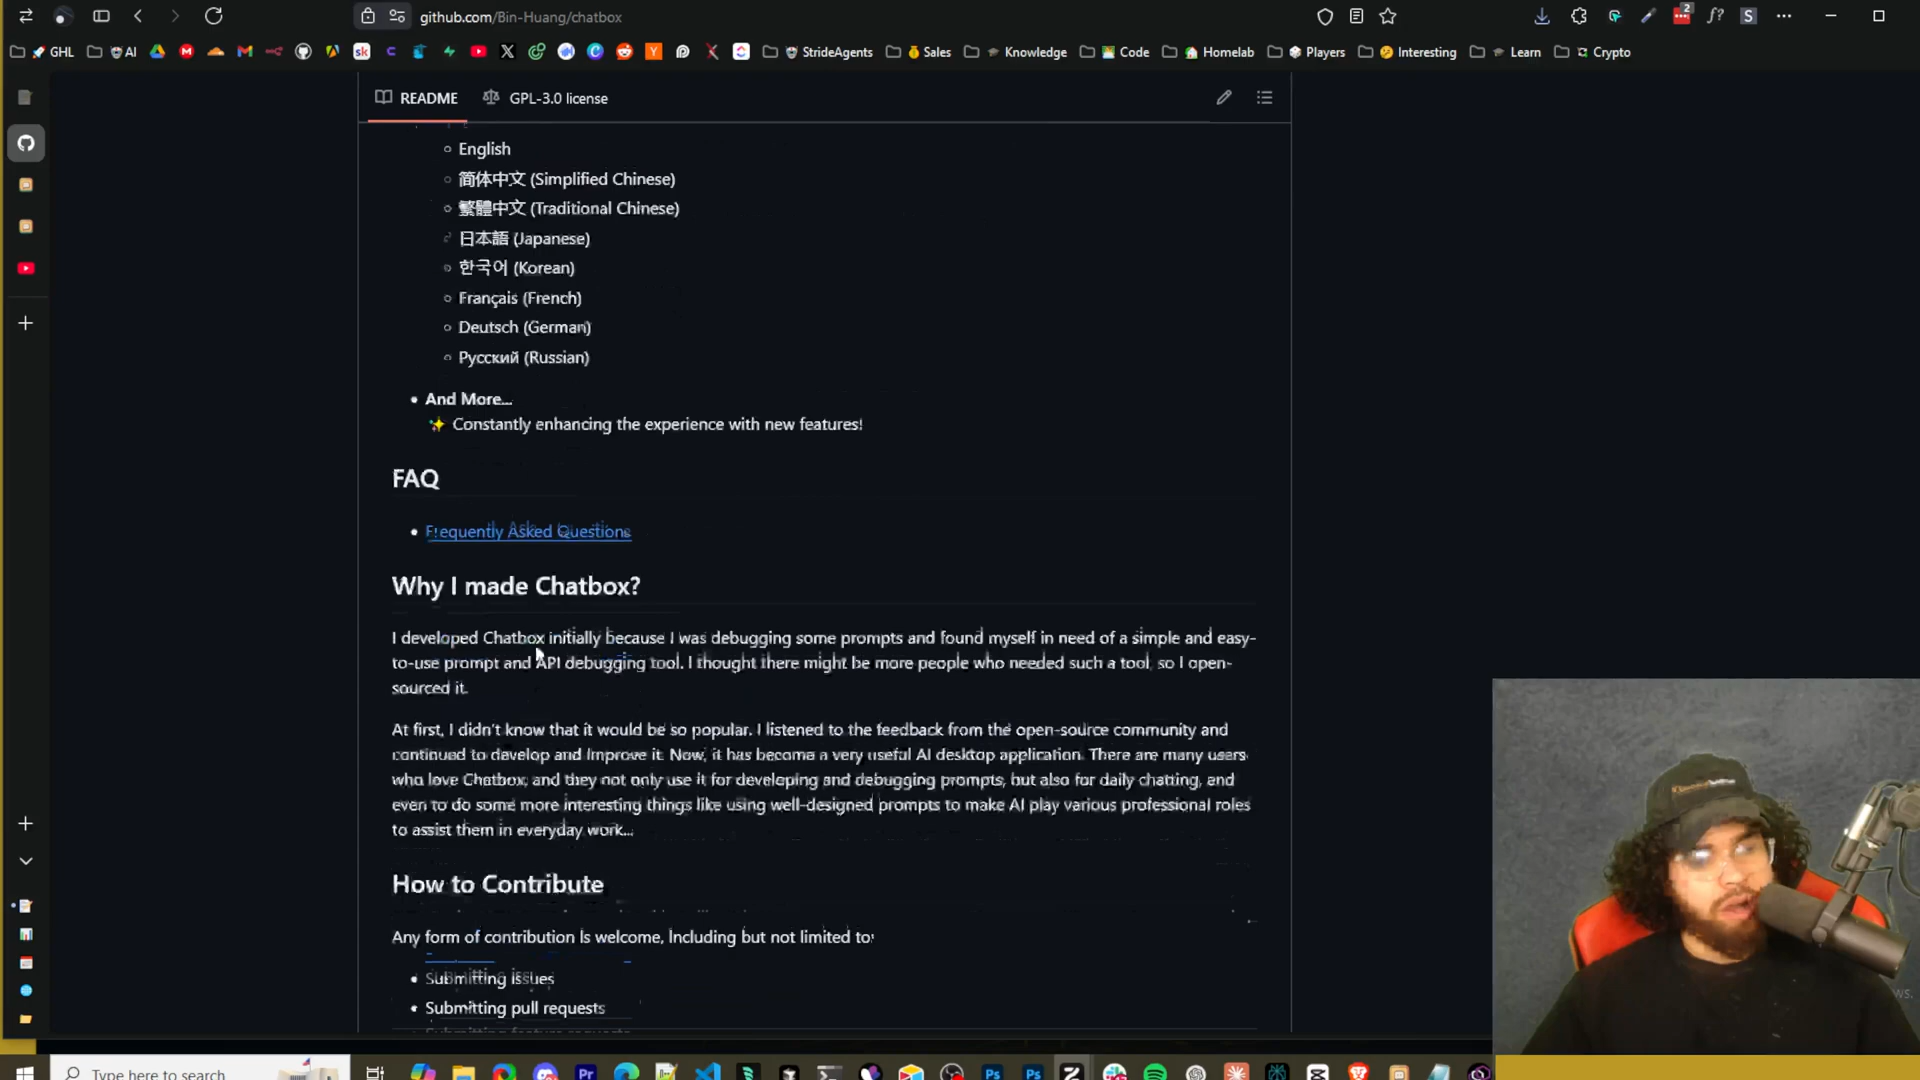 github.com/Bin-Huang/chatbox
2
f?
S
GHL
AI
sk
StrideAgents
Sales
Knowledge
Code
Homelab
Players
Interesting
Learn
Crypto
README
GPL-3.0 license
English
简体中文 (Simplified Chinese)
繁體中文 (Traditional Chinese)
日本語 (Japanese)
한국어 (Korean)
Français (French)
Deutsch (German)
Русский (Russian)
And More...
✨ Constantly enhancing the experience with new features!
FAQ
Frequently Asked Questions
Why I made Chatbox?
I developed Chatbox initially because I was debugging some prompts and found myself in need of a simple and easy-
to-use prompt and API debugging tool. I thought there might be more people who needed such a tool, so I open-
sourced it.
At first, I didn't know that it would be so popular. I listened to the feedback from the open-source community and
continued to develop and improve it. Now, it has become a very useful AI desktop application. There are many users
who love Chatbox, and they not only use it for developing and debugging prompts, but also for daily chatting, and
even to do some more interesting things like using well-designed prompts to make AI play various professional roles
to assist them in everyday work...
How to Contribute
Any form of contribution is welcome, including but not limited to:
Submitting issues
Submitting pull requests
Submitting feature requests
Type here to search